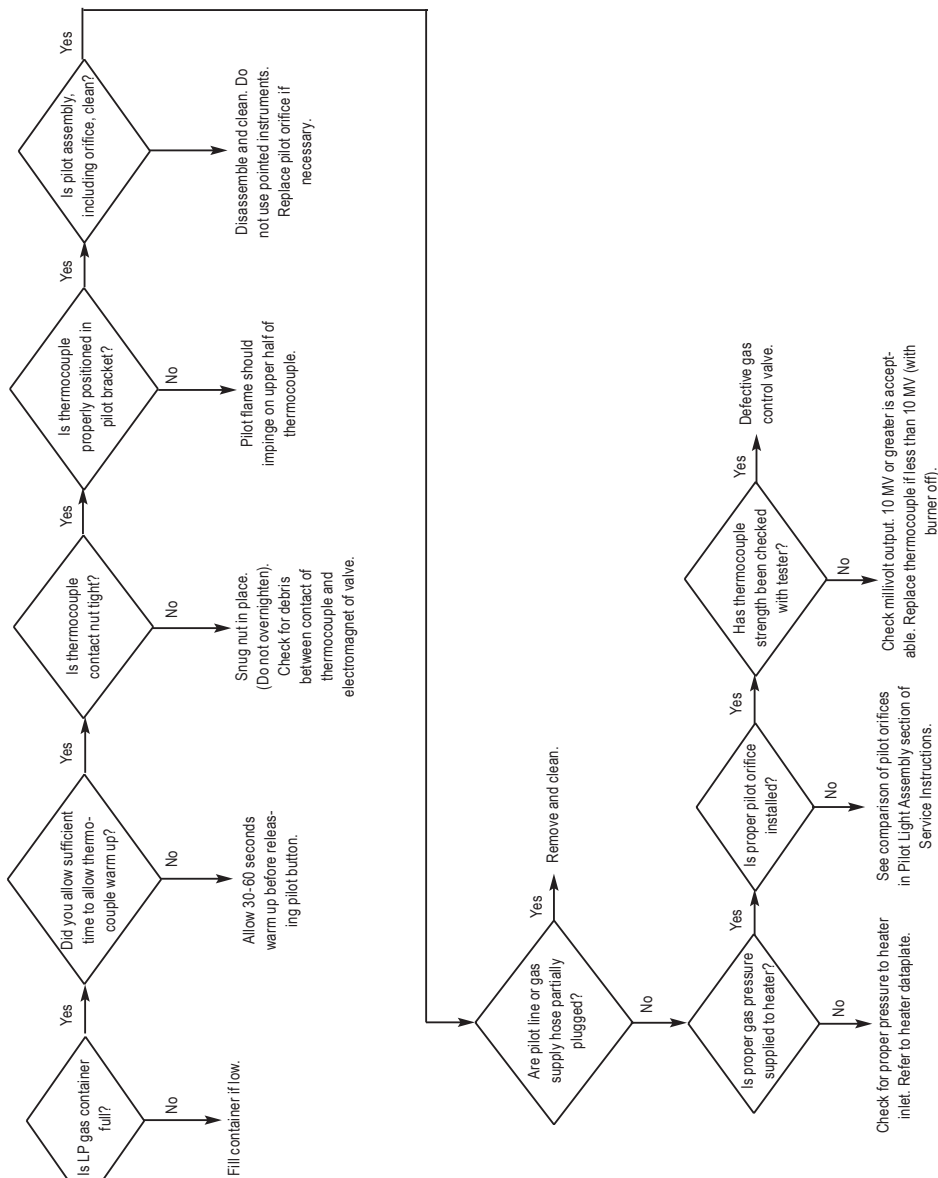 Is LP gas container
full?
Yes
No
Fill container if low.
Did you allow sufficient
time to allow thermo-
couple warm up?
Yes
No
Allow 30-60 seconds
warm up before releas-
ing pilot button.
Is thermocouple
contact nut tight?
Yes
No
Snug nut in place.
(Do not overnighten).
Check for debris
between contact of
thermocouple and
electromagnet of valve.
Is thermocouple
properly positioned in
pilot bracket?
Yes
No
Pilot flame should
impinge on upper half of
thermocouple.
Is pilot assembly,
including orifice, clean?
Yes
Disassemble and clean. Do
not use pointed instruments.
Replace pilot orifice if
necessary.
Are pilot line or gas
supply hose partially
plugged?
Yes
Remove and clean.
No
Is proper gas pressure
supplied to heater?
Yes
No
Check for proper pressure to heater
inlet. Refer to heater dataplate.
Is proper pilot orifice
installed?
Yes
No
See comparison of pilot orifices
in Pilot Light Assembly section of
Service Instructions.
Has thermocouple
strength been checked
with tester?
Yes
Defective gas
control valve.
No
Check millivolt output. 10 MV or greater is accept-
able. Replace thermocouple if less than 10 MV (with
burner off).